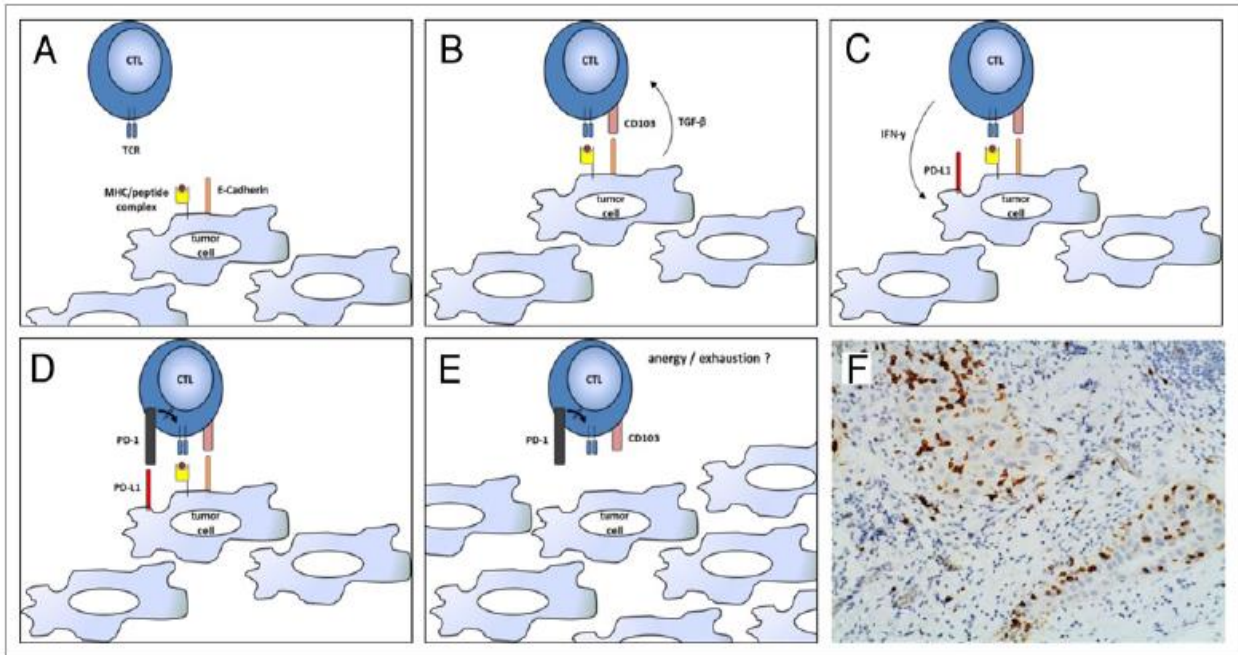 A
CTL
TCR
MHC/peptide
complex
E-Cadherin
tumor
cell
B
CTL
CD103
TGF-β
tumor
cell
C
CTL
IFN-γ
PD-L1
tumor
cell
D
CTL
PD-1
PD-L1
tumor
cell
E
anergy / exhaustion ?
CTL
PD-1
CD103
tumor
cell
F